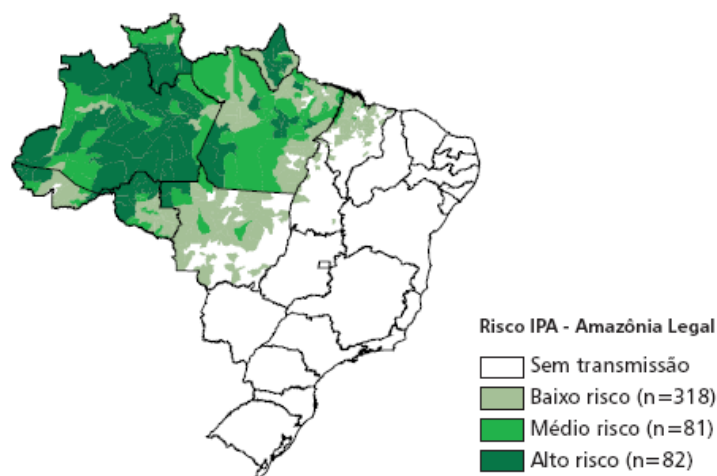 Risco IPA - Amazônia Legal
Sem transmissão
Baixo risco (n=318)
Médio risco (n=81)
Alto risco (n=82)